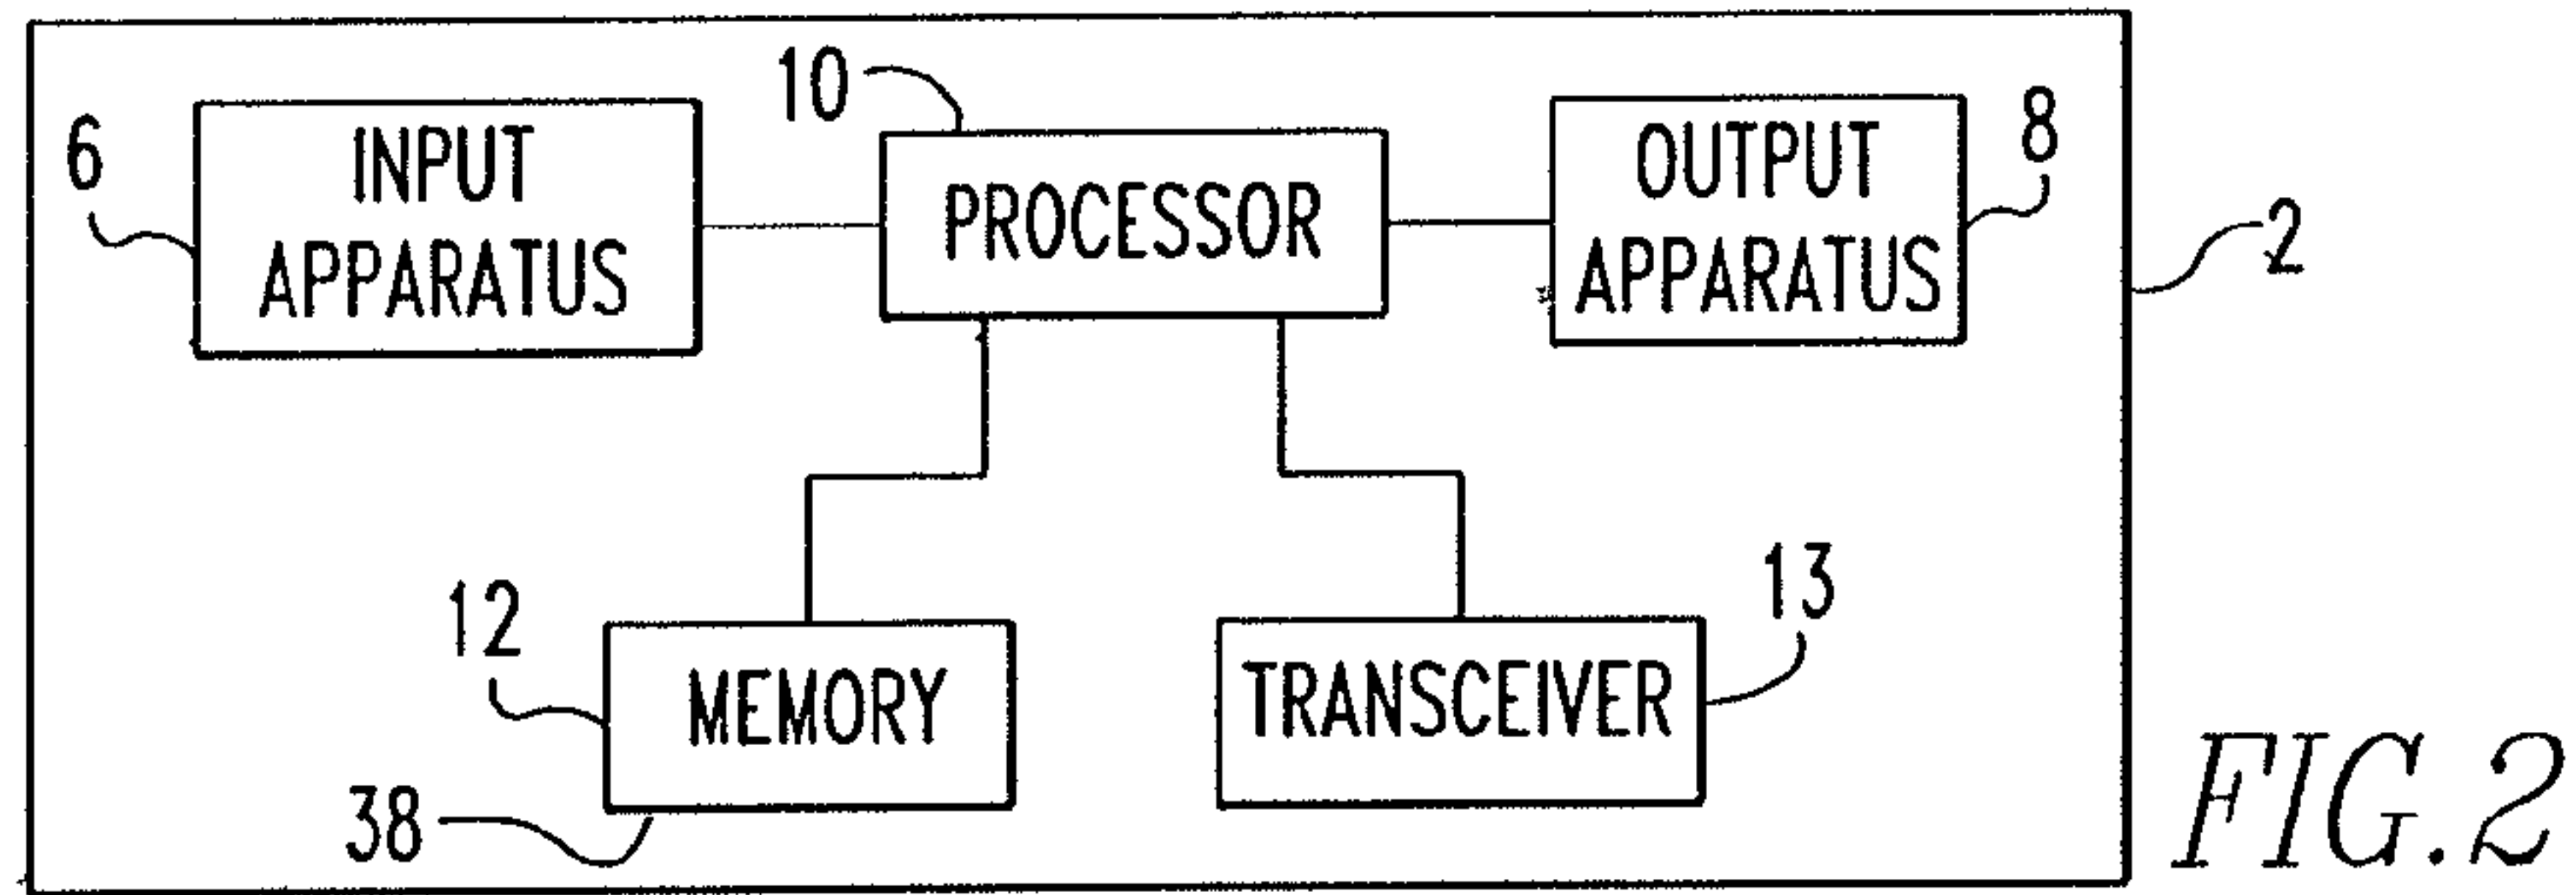 10
6
INPUT
APPARATUS
PROCESSOR
OUTPUT
APPARATUS
8
2
12
MEMORY
38
TRANSCEIVER
13
FIG.2